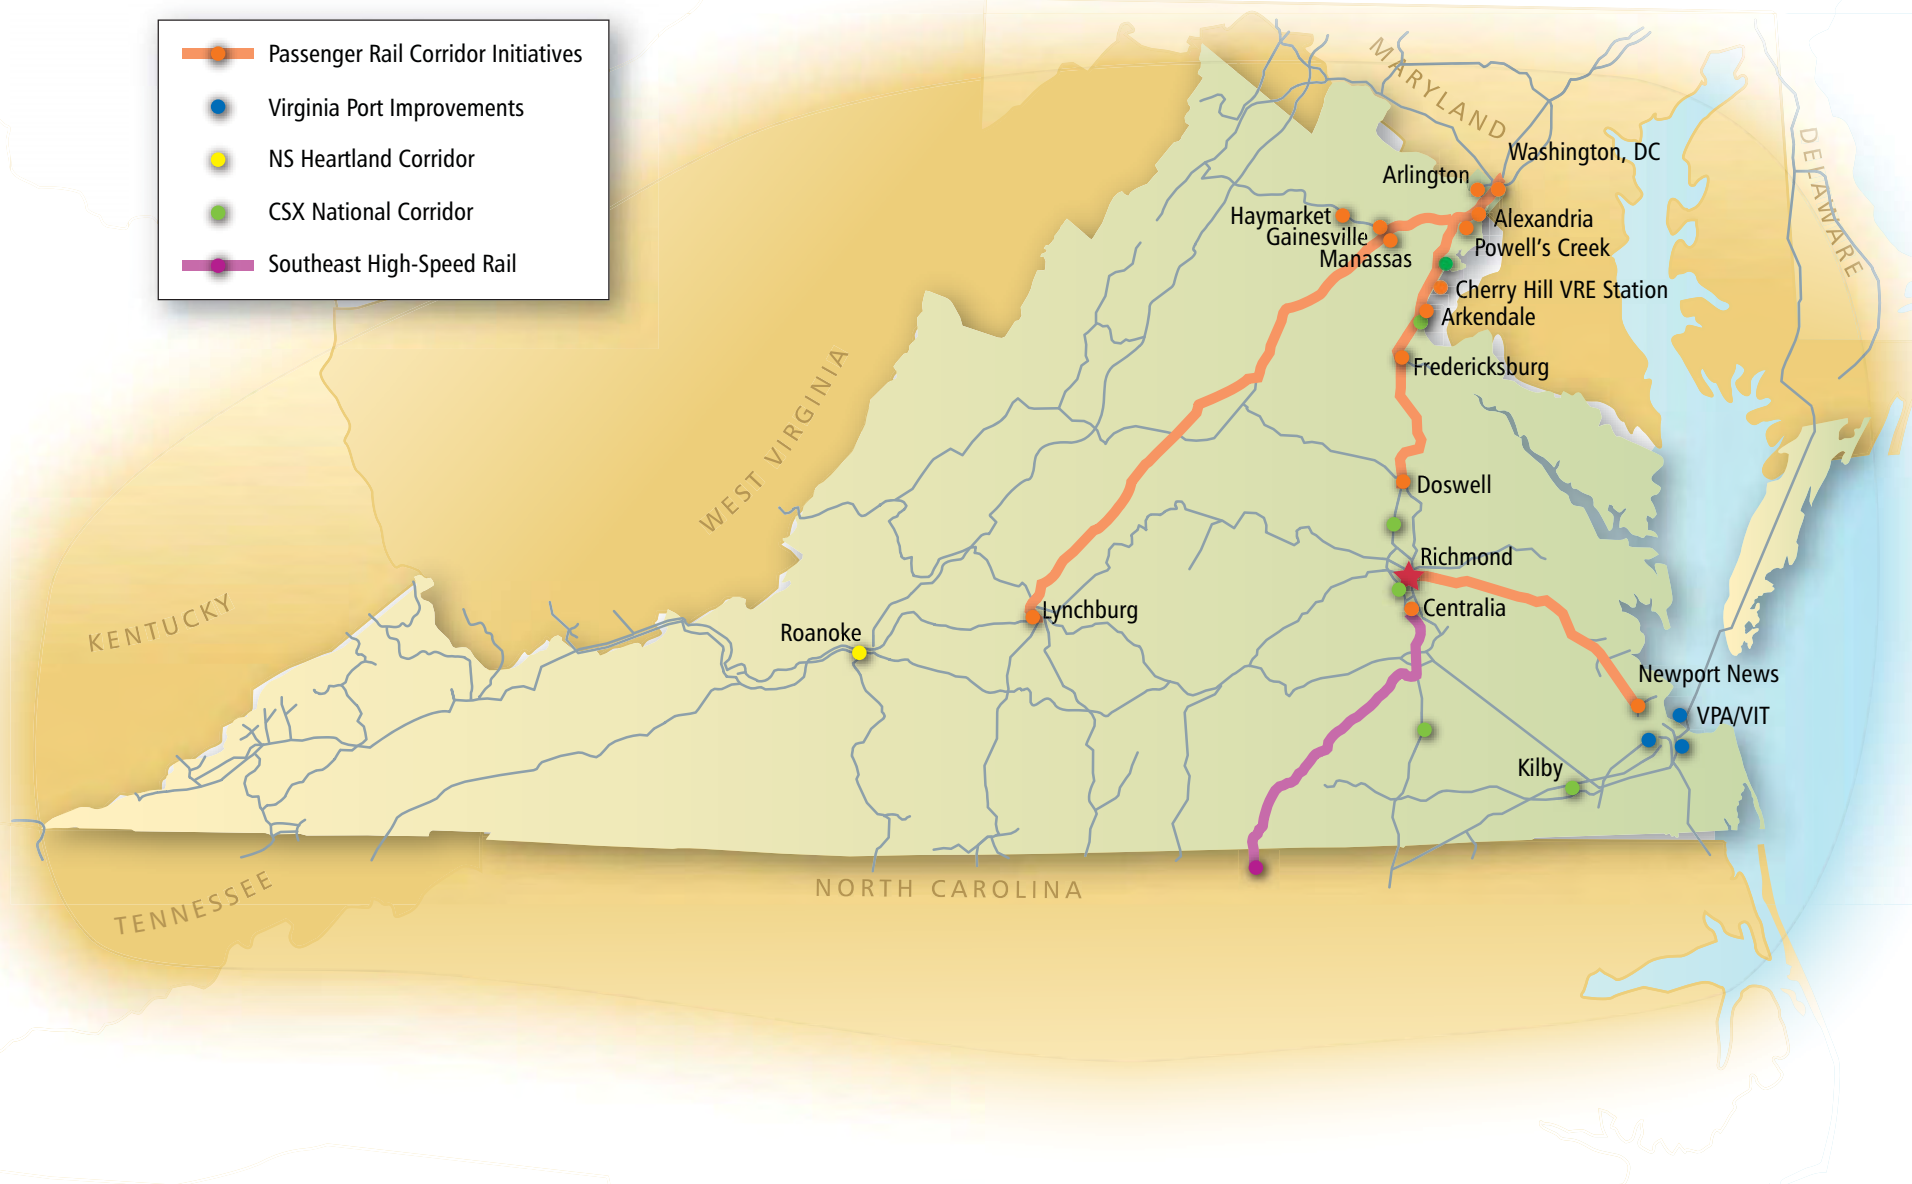 Passenger Rail Corridor Initiatives
Virginia Port Improvements
NS Heartland Corridor
CSX National Corridor
Southeast High-Speed Rail
MARYLAND
DELAWARE
Washington, DC
Arlington
Haymarket
Alexandria
Gainesville
Powell's Creek
Manassas
Cherry Hill VRE Station
Arkendale
Fredericksburg
WEST VIRGINIA
Doswell
Richmond
KENTUCKY
Lynchburg
Centralia
Roanoke
Newport News
VPA/VIT
Kilby
TENNESSEE
NORTH CAROLINA